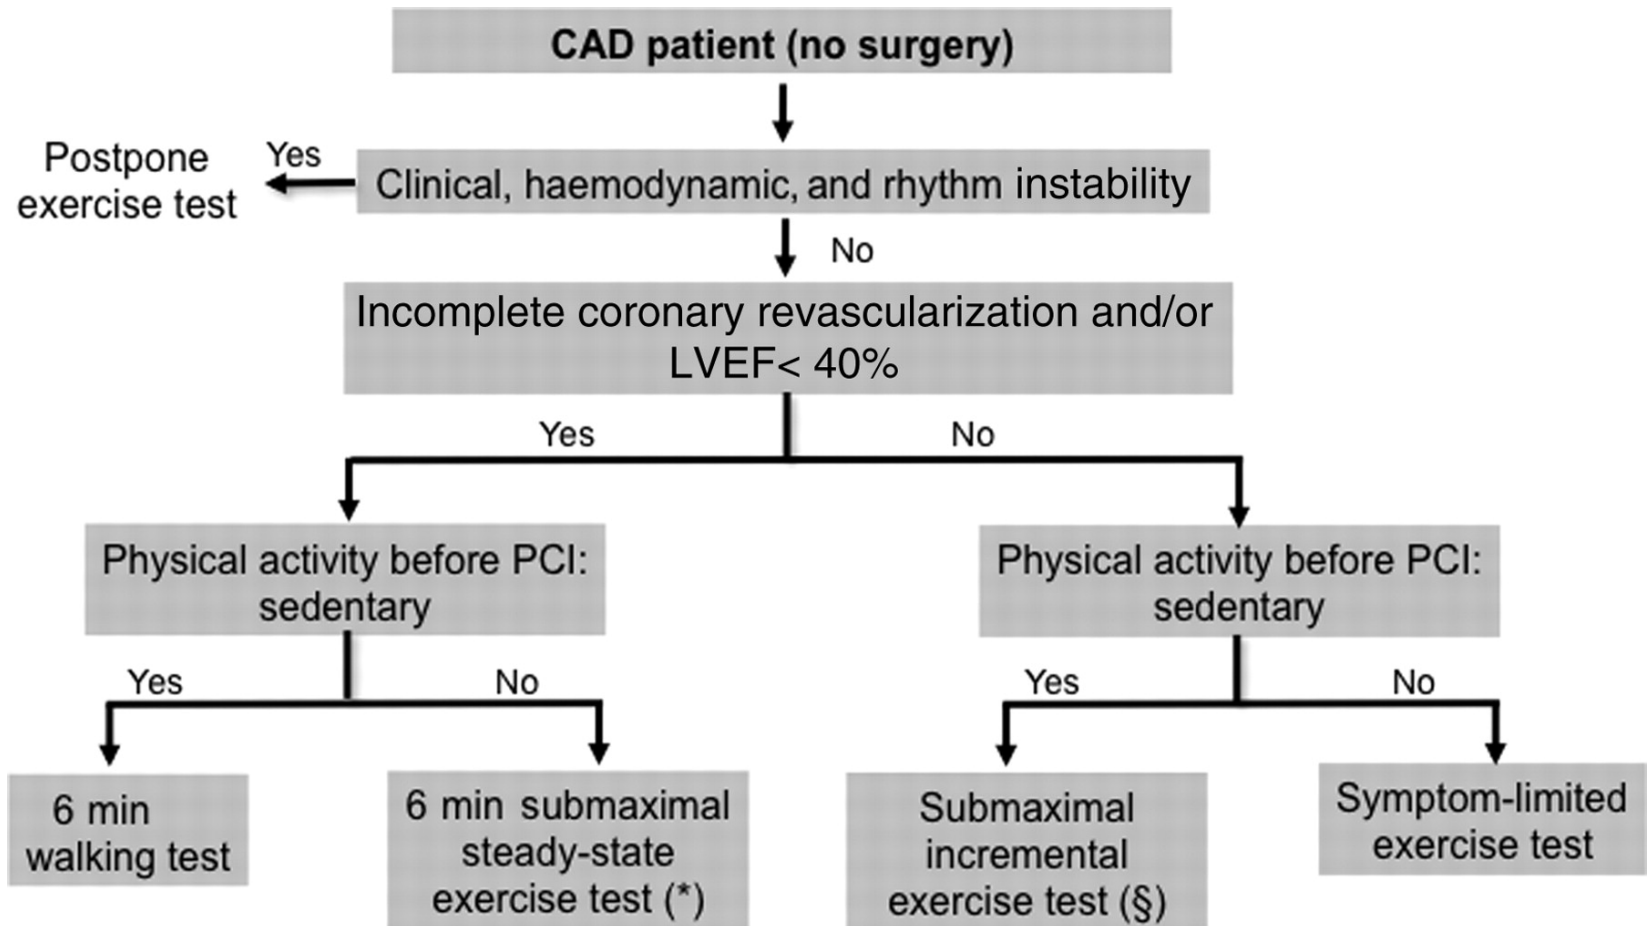 CAD patient (no surgery)
Postpone
exercise test
Yes
Clinical, haemodynamic, and rhythm instability
No
Incomplete coronary revascularization and/or
LVEF< 40%
Yes
No
Physical activity before PCI:
sedentary
Physical activity before PCI:
sedentary
Yes
No
Yes
No
6 min
walking test
6 min submaximal
steady-state
exercise test (*)
Submaximal
incremental
exercise test (§)
Symptom-limited
exercise test